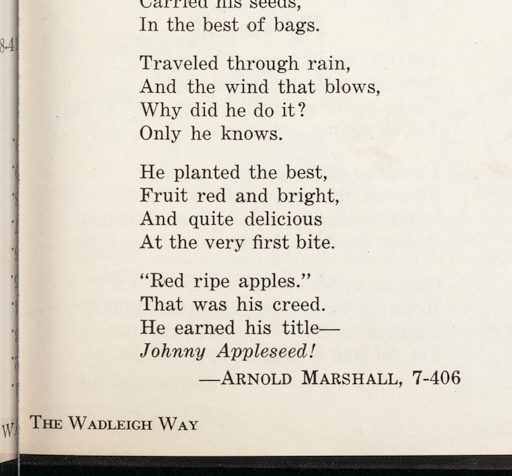 Carried his seeds,
In the best of bags.
Traveled through rain,
And the wind that blows,
Why did he do it?
Only he knows.
He planted the best,
Fruit red and bright,
And quite delicious
At the very first bite.
"Red ripe apples."
That was his creed.
He earned his title—
Johnny Appleseed!
—ARNOLD MARSHALL, 7-406
THE WADLEIGH WAY